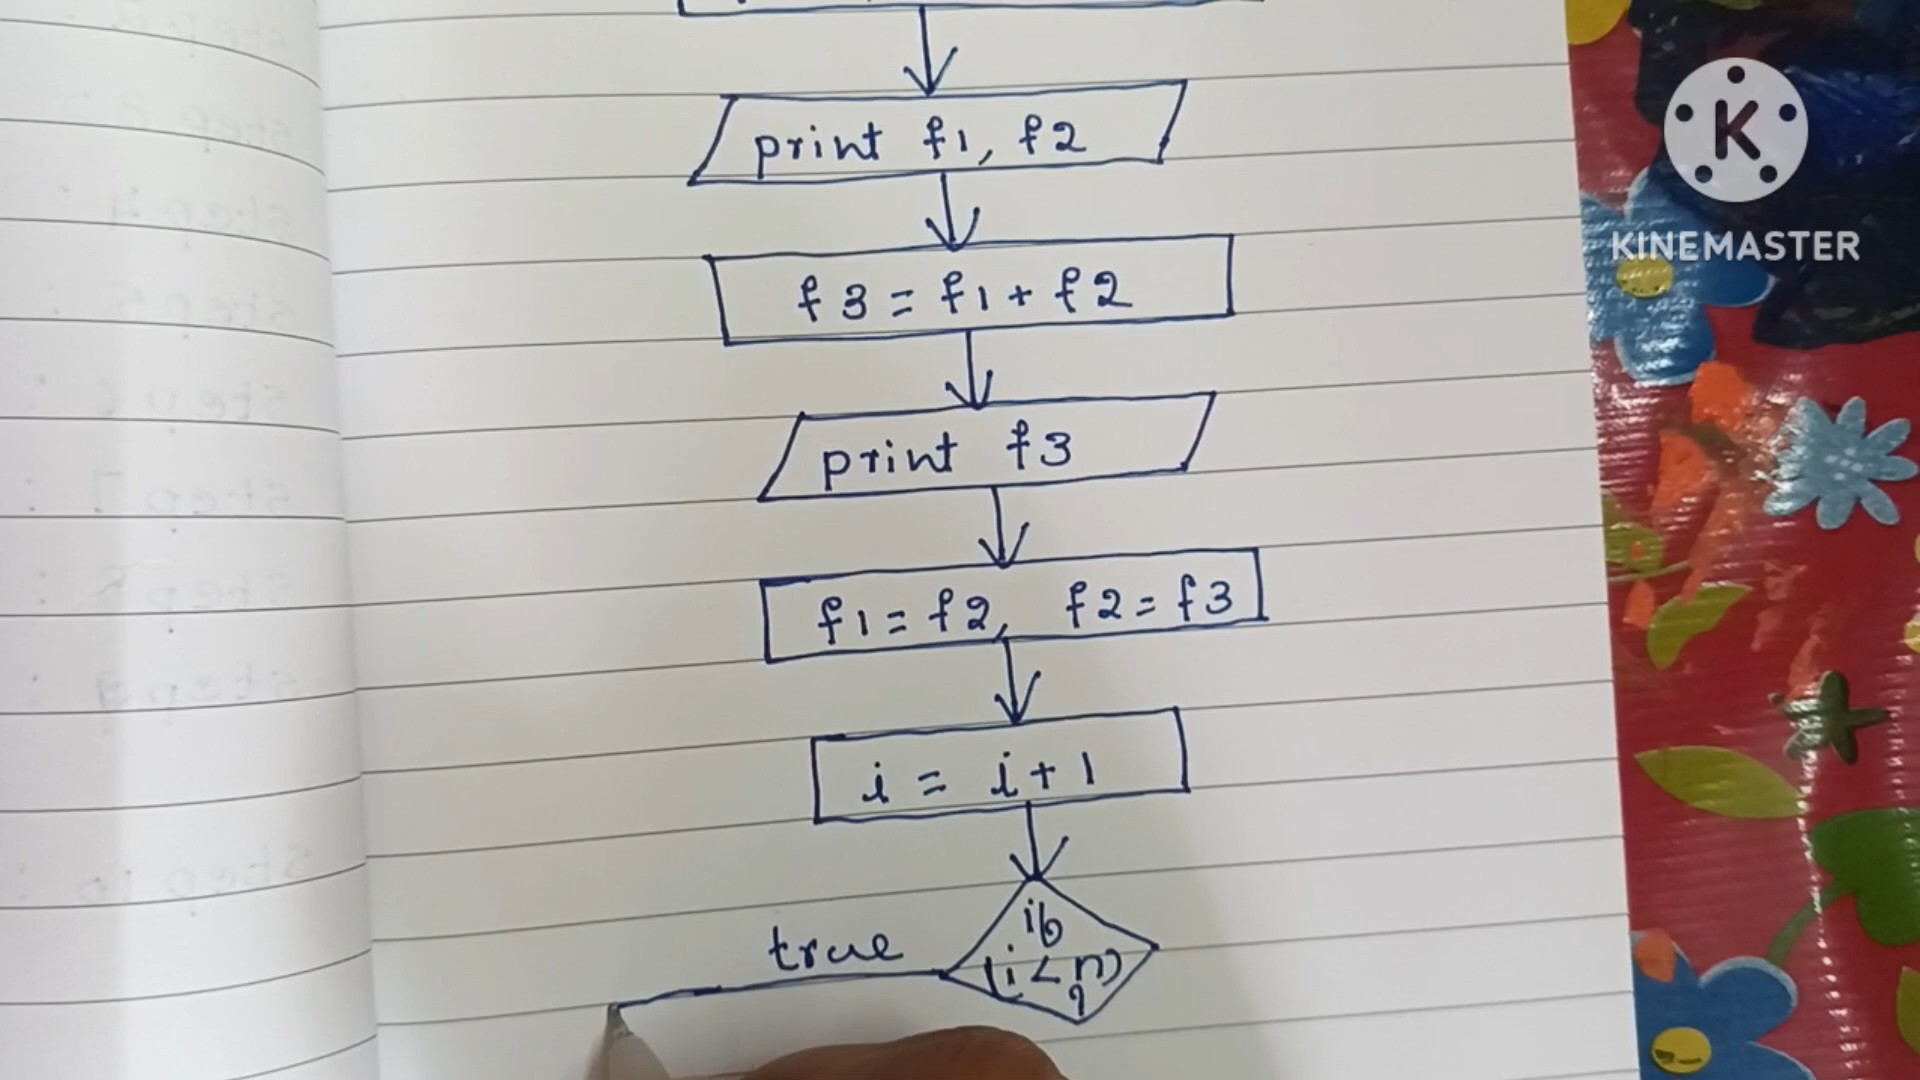 print f1, f2
f3 = f1 + f2
print f3
f1 = f2, f2 = f3
i = i + 1
if
(i < n)
?
true
K
KINEMASTER